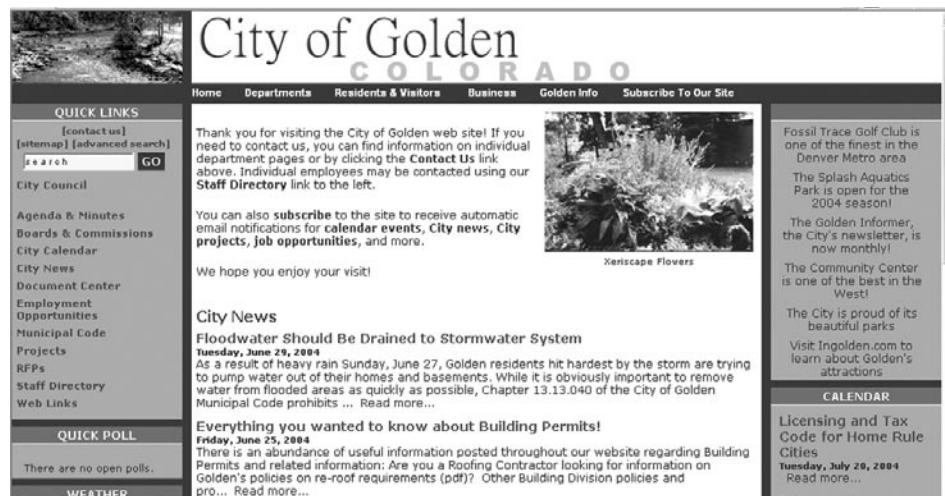 City of Golden
COLORADO
Home Departments Residents & Visitors Business Golden Info Subscribe To Our Site
QUICK LINKS
[contact us]
[sitemap] [advanced search]
search GO
City Council
Agenda & Minutes
Boards & Commissions
City Calendar
City News
Document Center
Employment
Opportunities
Municipal Code
Projects
RFPs
Staff Directory
Web Links
QUICK POLL
There are no open polls.
WEATHER
Thank you for visiting the City of Golden web site! If you
need to contact us, you can find information on individual
department pages or by clicking the Contact Us link
above. Individual employees may be contacted using our
Staff Directory link to the left.
You can also subscribe to the site to receive automatic
email notifications for calendar events, City news, City
projects, job opportunities, and more.
We hope you enjoy your visit!
Xeriscape Flowers
City News
Floodwater Should Be Drained to Stormwater System
Tuesday, June 29, 2004
As a result of heavy rain Sunday, June 27, Golden residents hit hardest by the storm are trying
to pump water out of their homes and basements. While it is obviously important to remove
water from flooded areas as quickly as possible, Chapter 13.13.040 of the City of Golden
Municipal Code prohibits ... Read more...
Everything you wanted to know about Building Permits!
Friday, June 25, 2004
There is an abundance of useful information posted throughout our website regarding Building
Permits and related information: Are you a Roofing Contractor looking for information on
Golden's policies on re-roof requirements (pdf)? Other Building Division policies and
pro... Read more...
Fossil Trace Golf Club is
one of the finest in the
Denver Metro area
The Splash Aquatics
Park is open for the
2004 season!
The Golden Informer,
the City's newsletter, is
now monthly!
The Community Center
is one of the best in the
West!
The City is proud of its
beautiful parks
Visit Ingolden.com to
learn about Golden's
attractions
CALENDAR
Licensing and Tax
Code for Home Rule
Cities
Tuesday, July 20, 2004
Read more...